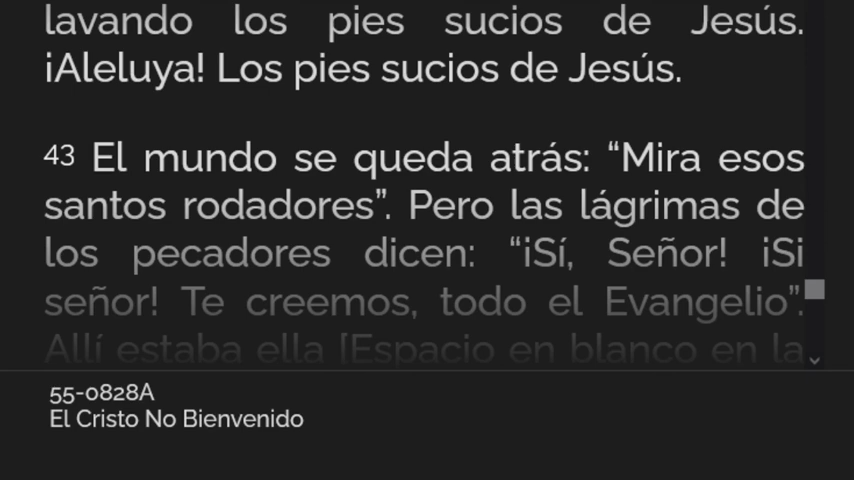 lavando los pies sucios de Jesús.
¡Aleluya! Los pies sucios de Jesús.
43 El mundo se queda atrás: “Mira esos
santos rodadores”. Pero las lágrimas de
los pecadores dicen: “¡Sí, Señor! ¡Si
señor! Te creemos, todo el Evangelio”.
Allí estaba ella [Espacio en blanco en la
55-0828A
El Cristo No Bienvenido